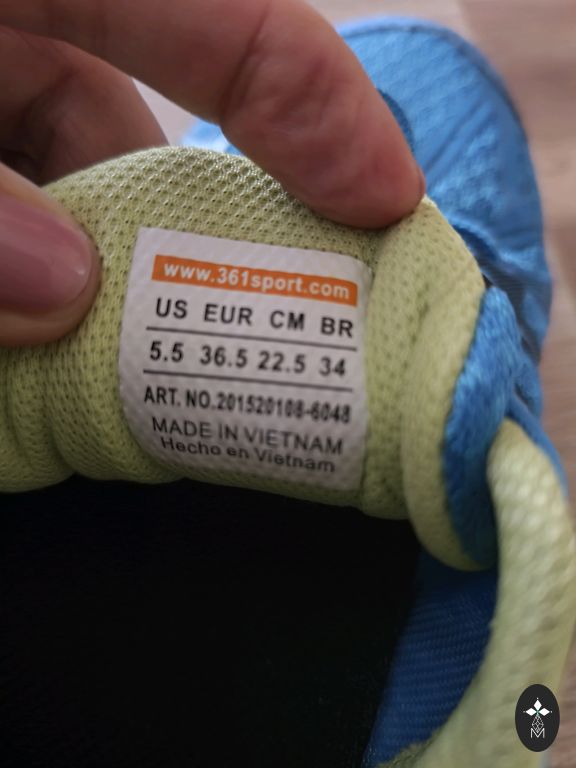 www.361sport.com
US EUR CM BR
5.5 36.5 22.5 34
ART. NO.201520108-6048
MADE IN VIETNAM
Hecho en Vietnam
M